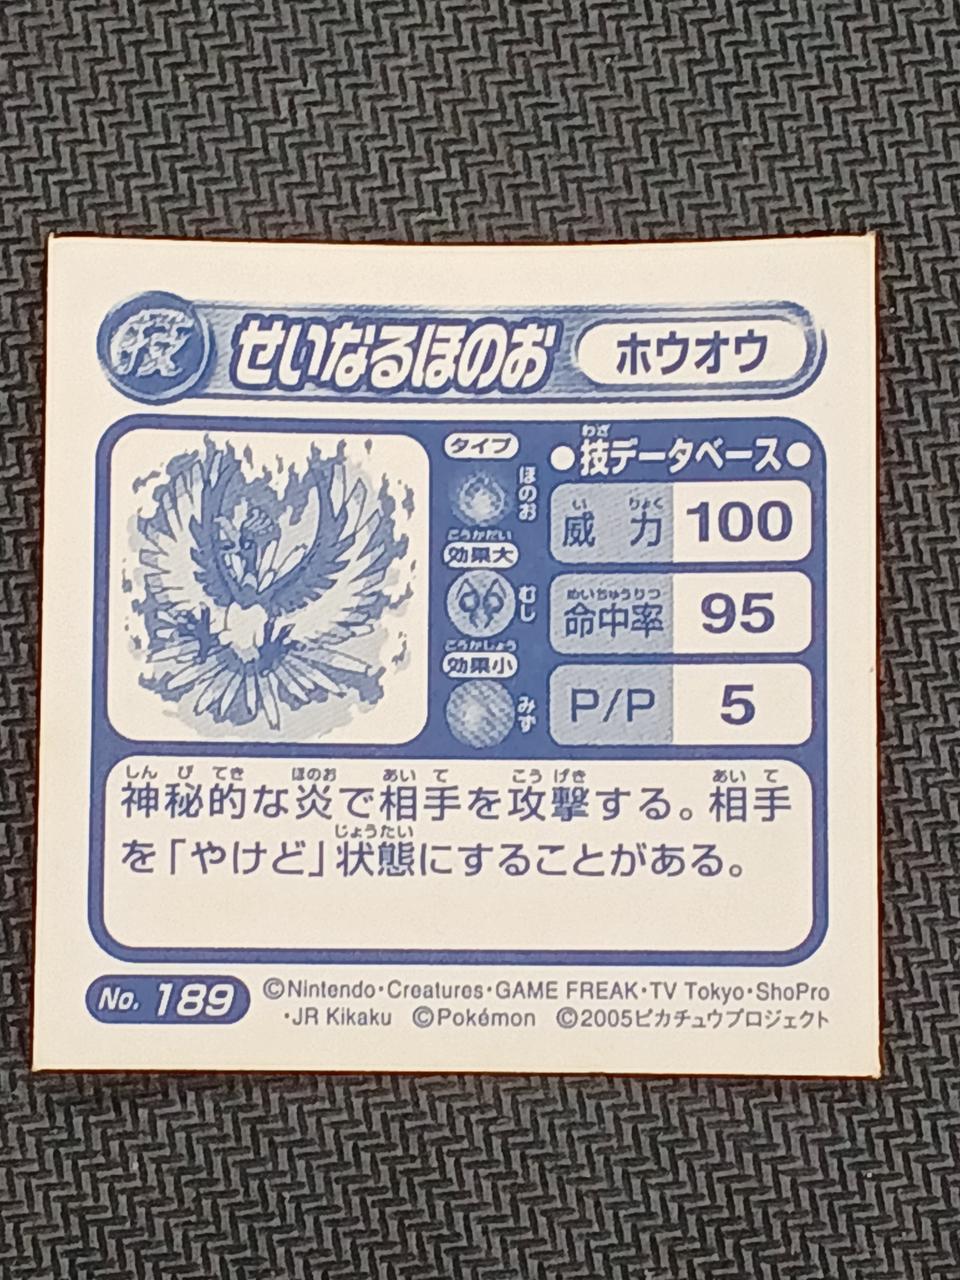 技 せいなるほのお ホウオウ
タイプ
ほのお
こうかだい
効果大
むし
こうかしょう
効果小
みず
わざ
●技データベース●
いりょく
威力 100
めいちゅうりつ
命中率 95
P/P 5
しんぴてき ほのお あいて こうげき あいて
神秘的な炎で相手を攻撃する。相手
じょうたい
を「やけど」状態にすることがある。
No. 189
©Nintendo・Creatures・GAME FREAK・TV Tokyo・ShoPro
・JR Kikaku ©Pokémon ©2005ピカチュウプロジェクト